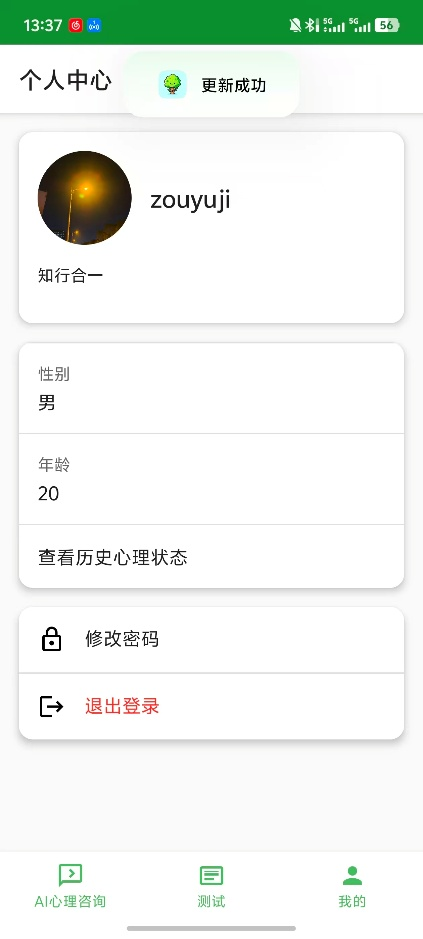 13:37 5G 5G 56
个人中心
更新成功
zouyuji
知行合一
性别
男
年龄
20
查看历史心理状态
修改密码
退出登录
AI心理咨询 测试 我的